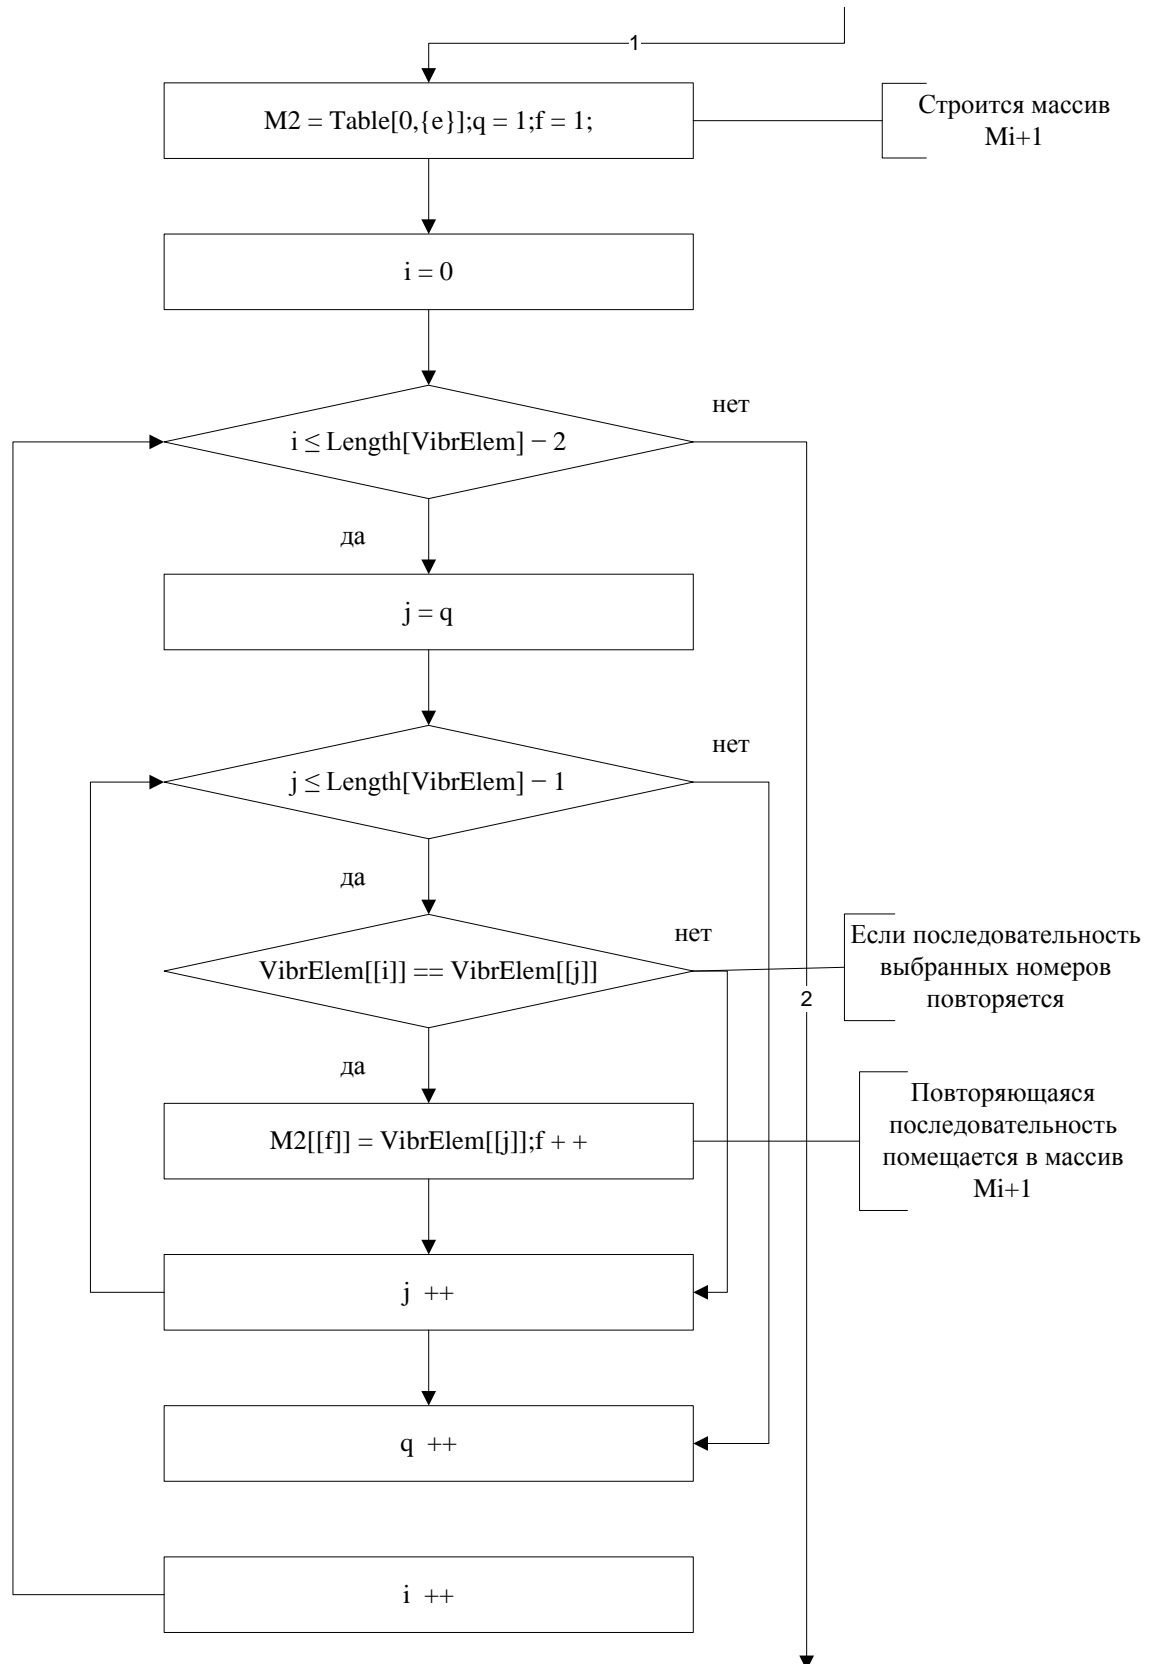 1
M2 = Table[0,{e}];q = 1;f = 1;
Строится массив
Mi+1
i = 0
нет
i ≤ Length[VibrElem] − 2
да
j = q
нет
j ≤ Length[VibrElem] − 1
да
нет
VibrElem[[i]] == VibrElem[[j]]
Если последовательность
выбранных номеров
повторяется
2
да
M2[[f]] = VibrElem[[j]];f + +
Повторяющаяся
последовательность
помещается в массив
Mi+1
j ++
q ++
i ++